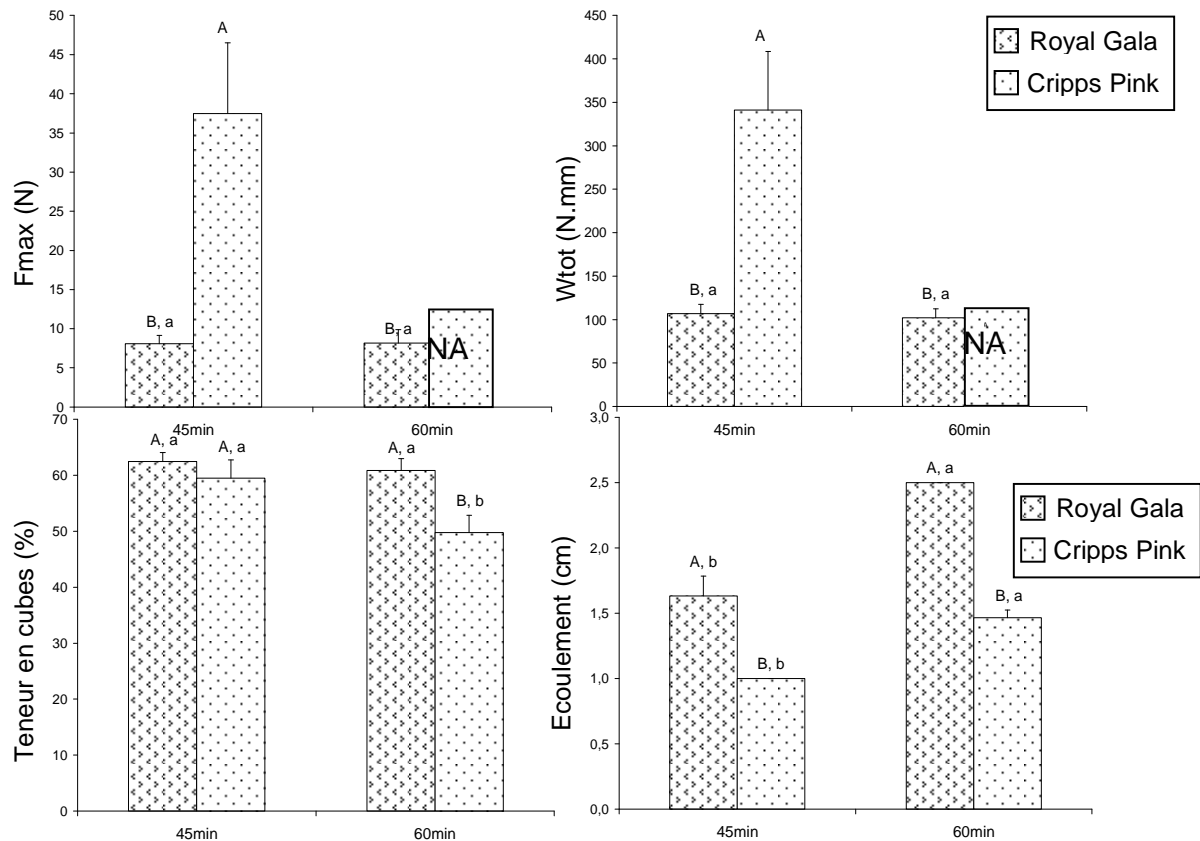 Fmax (N)
50
45
40
35
30
25
20
15
10
5
0
A
B, a
B, a
NA
45min
60min
Wtot (N.mm)
450
400
350
300
250
200
150
100
50
0
A
B, a
B, a
NA
45min
60min
Royal Gala
Cripps Pink
Teneur en cubes (%)
70
60
50
40
30
20
10
0
A, a
A, a
A, a
B, b
45min
60min
Ecoulement (cm)
3,0
2,5
2,0
1,5
1,0
0,5
0,0
A, b
B, b
A, a
B, a
45min
60min
Royal Gala
Cripps Pink